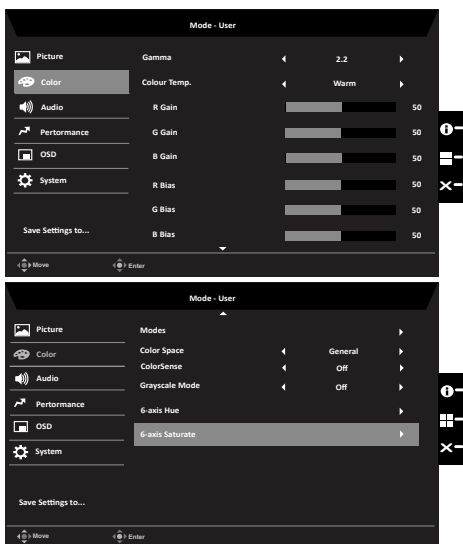 Mode - User
Picture
Gamma 2.2
Color
Colour Temp. Warm
Audio
R Gain 50
Pertormance
G Gain 50
OSD
B Gain 50
System
R Bias 50
G Bias 50
Save Settings to...
B Bias 50
Move Enter
Mode - User
Picture
Modes
Color
Color Space General
ColorSense Off
Audio
Grayscale Mode Off
Pertormance
6-axis Hue
OSD
6-axis Saturate
System
Save Settings to...
Move Enter